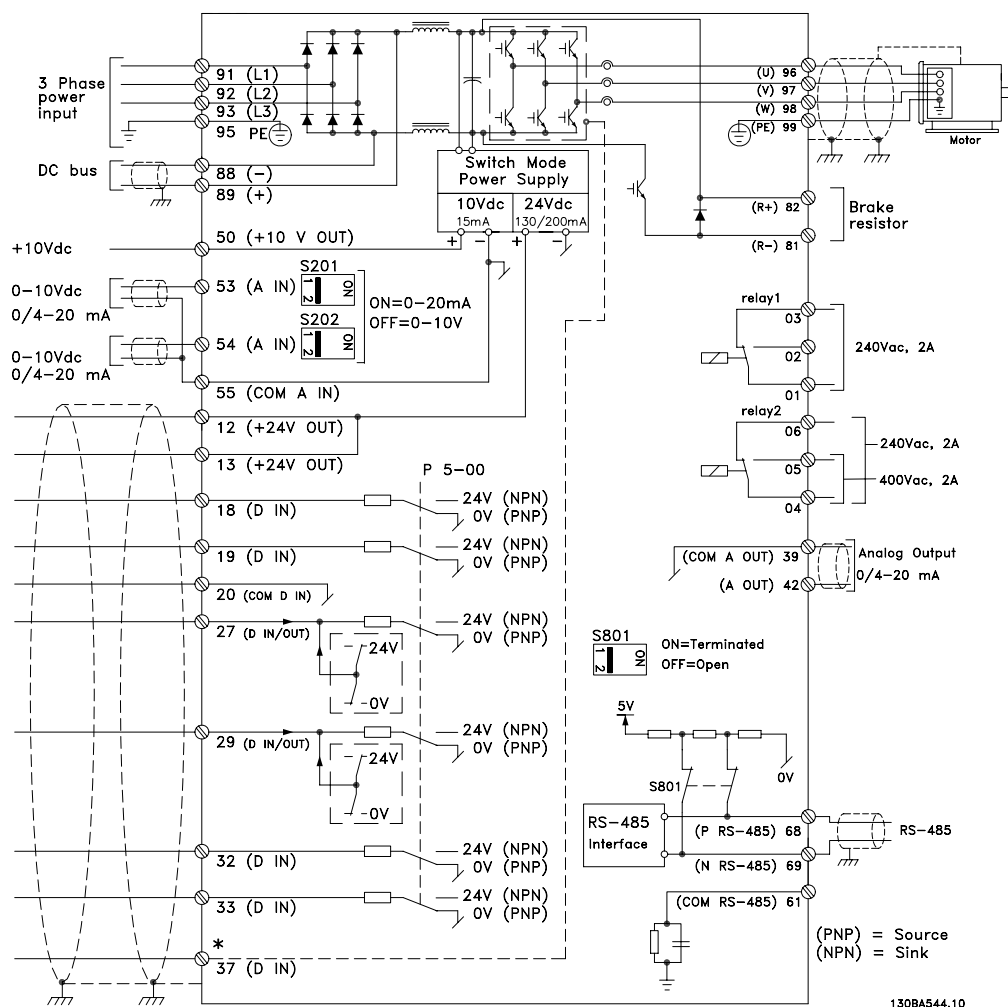 3 Phase
power
input
91 (L1)
92 (L2)
93 (L3)
95 PE
DC bus
88 (-)
89 (+)
+10Vdc
50 (+10 V OUT)
0-10Vdc
0/4-20 mA
53 (A IN)
S201
1 2
ON
ON=0-20mA
OFF=0-10V
S202
1 2
ON
0-10Vdc
0/4-20 mA
54 (A IN)
55 (COM A IN)
12 (+24V OUT)
13 (+24V OUT)
P 5-00
18 (D IN)
24V (NPN)
0V (PNP)
19 (D IN)
24V (NPN)
0V (PNP)
20 (COM D IN)
27 (D IN/OUT)
24V (NPN)
0V (PNP)
24V
0V
29 (D IN/OUT)
24V (NPN)
0V (PNP)
24V
0V
32 (D IN)
24V (NPN)
0V (PNP)
33 (D IN)
24V (NPN)
0V (PNP)
*
37 (D IN)
Switch Mode
Power Supply
10Vdc
15mA
24Vdc
130/200mA
+ - + -
(U) 96
(V) 97
(W) 98
(PE) 99
Motor
(R+) 82
(R-) 81
Brake
resistor
relay1
03
02
01
240Vac, 2A
relay2
06
05
04
240Vac, 2A
400Vac, 2A
(COM A OUT) 39
(A OUT) 42
Analog Output
0/4-20 mA
S801
1 2
ON
ON=Terminated
OFF=Open
5V
0V
S801
RS-485
Interface
(P RS-485) 68
(N RS-485) 69
RS-485
(COM RS-485) 61
(PNP) = Source
(NPN) = Sink
130BA544.10